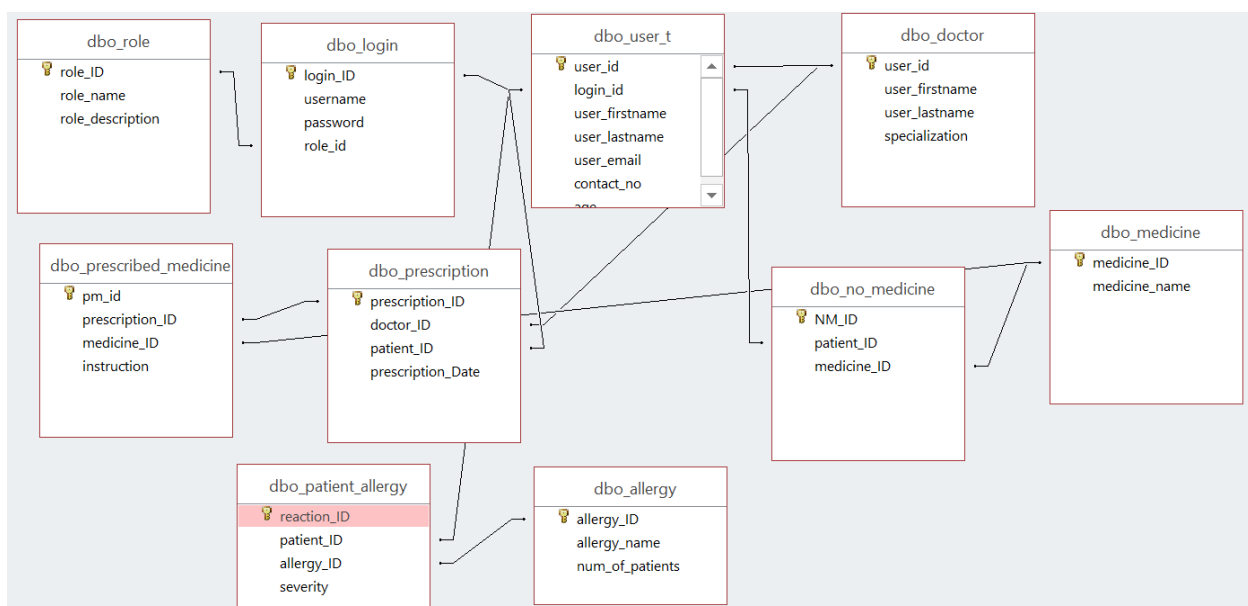 dbo_role
role_ID
role_name
role_description
dbo_login
login_ID
username
password
role_id
dbo_user_t
user_id
login_id
user_firstname
user_lastname
user_email
contact_no
age
dbo_doctor
user_id
user_firstname
user_lastname
specialization
dbo_prescribed_medicine
pm_id
prescription_ID
medicine_ID
instruction
dbo_prescription
prescription_ID
doctor_ID
patient_ID
prescription_Date
dbo_no_medicine
NM_ID
patient_ID
medicine_ID
dbo_medicine
medicine_ID
medicine_name
dbo_patient_allergy
reaction_ID
patient_ID
allergy_ID
severity
dbo_allergy
allergy_ID
allergy_name
num_of_patients